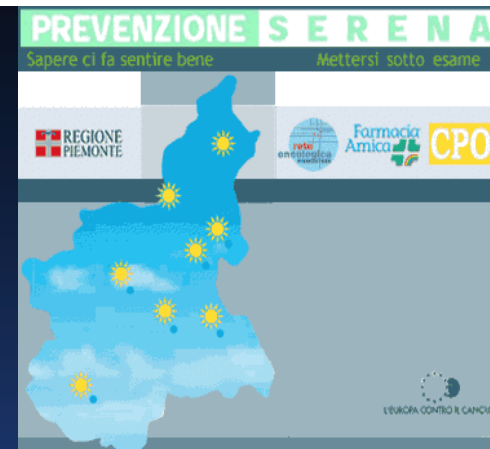 PREVENZIONE SERENA
Sapere ci fa sentire bene
Mettersi sotto esame
REGIONE
PIEMONTE
rete
oncologica
Farmacia
Amica
CPO
L'EUROPA CONTRO IL CANCRO